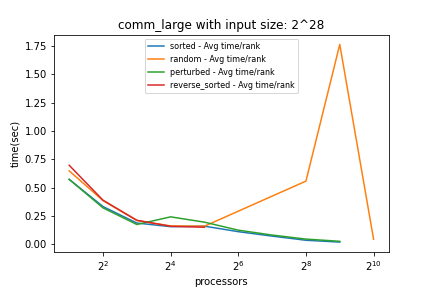 comm_large with input size: 2^28
sorted - Avg time/rank
random - Avg time/rank
perturbed - Avg time/rank
reverse_sorted - Avg time/rank
time(sec)
1.75
1.50
1.25
1.00
0.75
0.50
0.25
0.00
2^2 2^4 2^6 2^8 2^10
processors